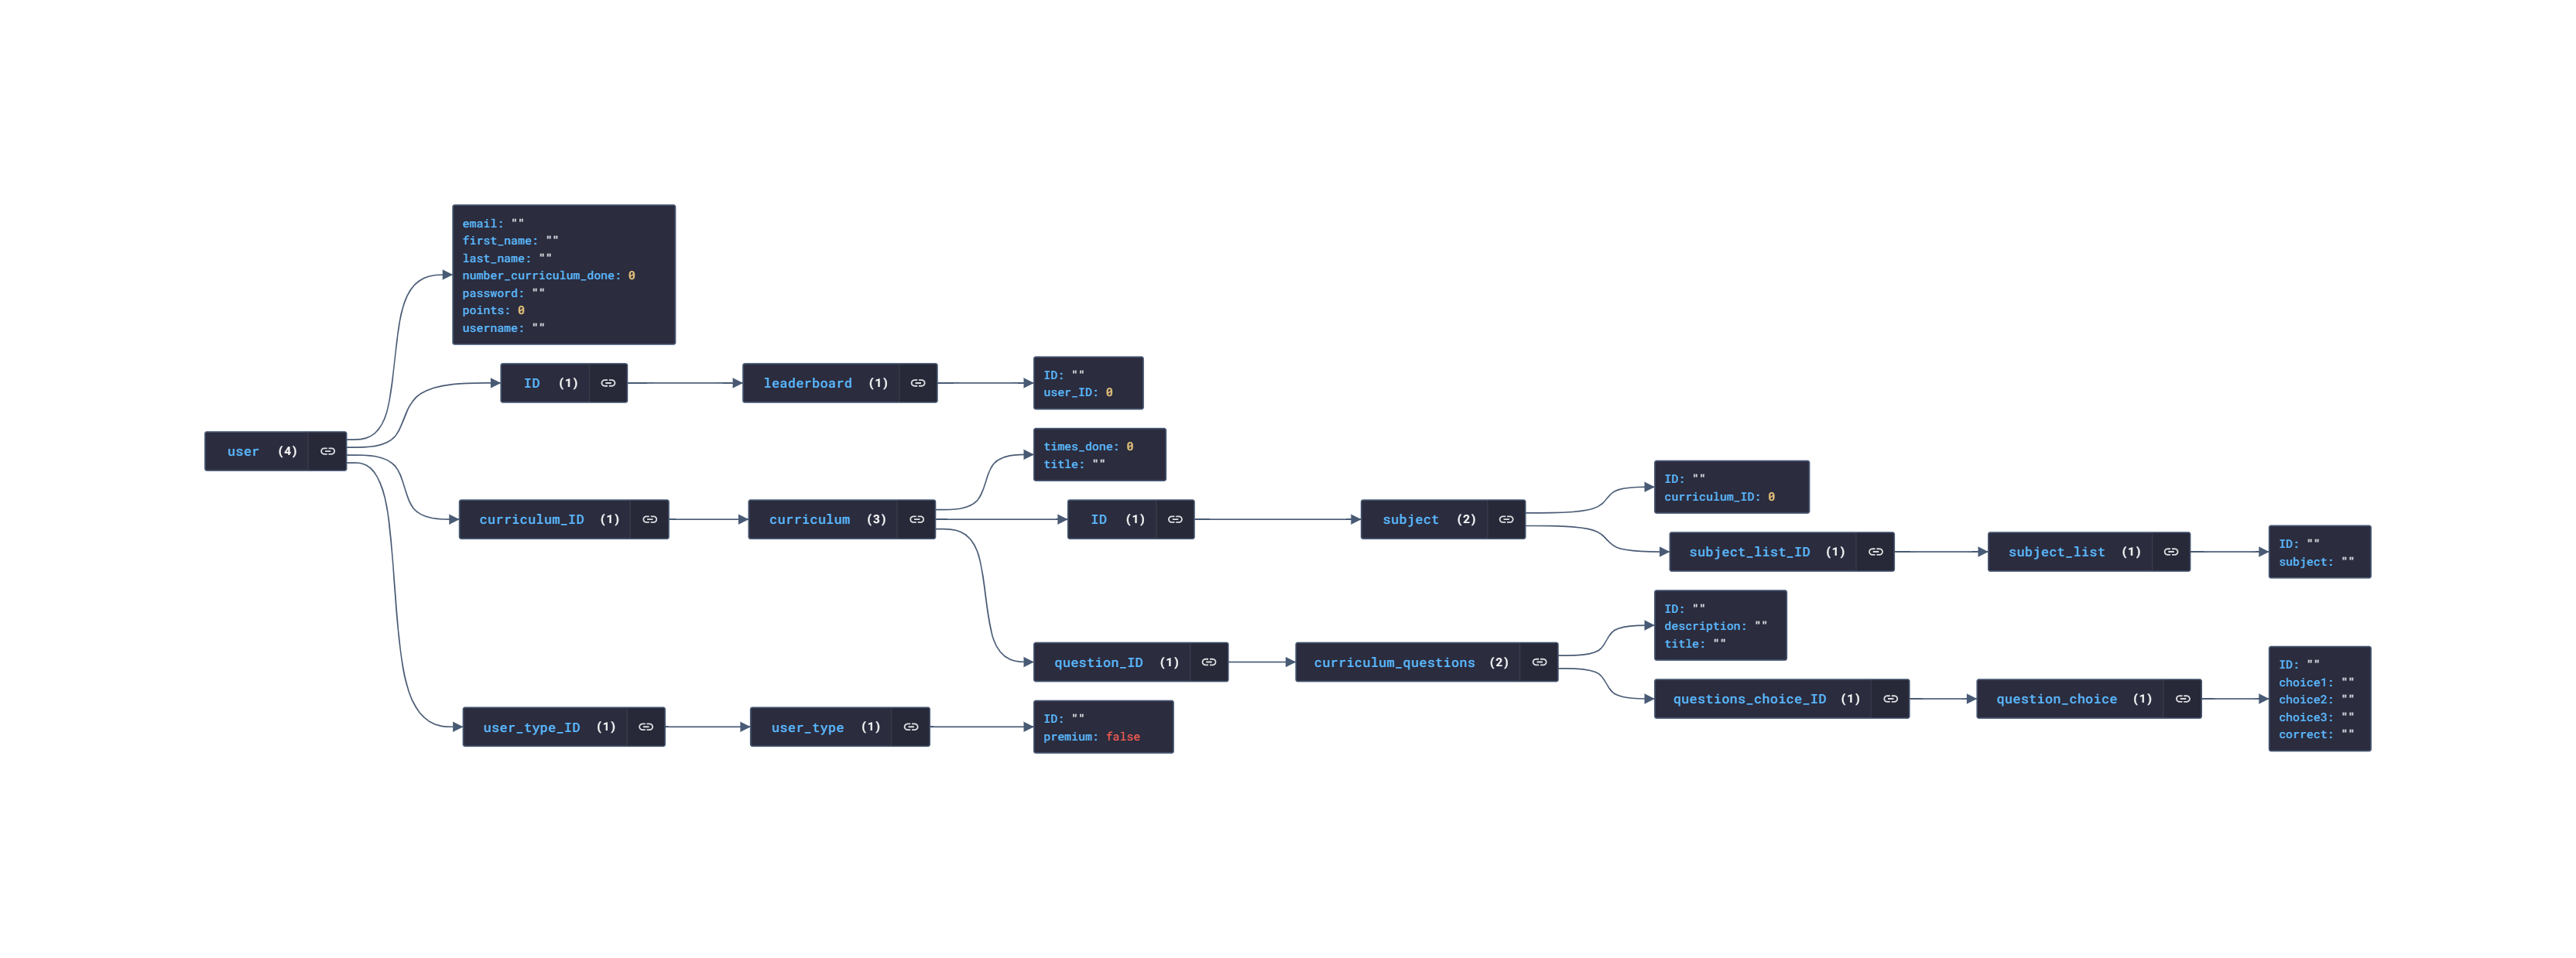 email: ""
first_name: ""
last_name: ""
number_curriculum_done: 0
password: ""
points: 0
username: ""
ID (1)
leaderboard (1)
ID: ""
user_ID: 0
user (4)
times_done: 0
title: ""
curriculum_ID (1)
curriculum (3)
ID (1)
subject (2)
ID: ""
curriculum_ID: 0
subject_list_ID (1)
subject_list (1)
ID: ""
subject: ""
question_ID (1)
curriculum_questions (2)
ID: ""
description: ""
title: ""
questions_choice_ID (1)
question_choice (1)
ID: ""
choice1: ""
choice2: ""
choice3: ""
correct: ""
user_type_ID (1)
user_type (1)
ID: ""
premium: false